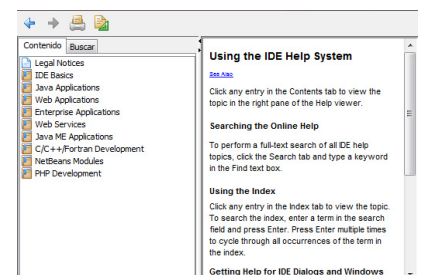 Contenido Buscar
Legal Notices
IDE Basics
Java Applications
Web Applications
Enterprise Applications
Web Services
Java ME Applications
C/C++/Fortran Development
NetBeans Modules
PHP Development
Using the IDE Help System
See Also
Click any entry in the Contents tab to view the
topic in the right pane of the Help viewer.
Searching the Online Help
To perform a full-text search of all IDE help
topics, click the Search tab and type a keyword
in the Find text box.
Using the Index
Click any entry in the Index tab to view the topic.
To search the index, enter a term in the search
field and press Enter. Press Enter multiple times
to cycle through all occurrences of the term in
the index.
Getting Help for IDE Dialogs and Windows